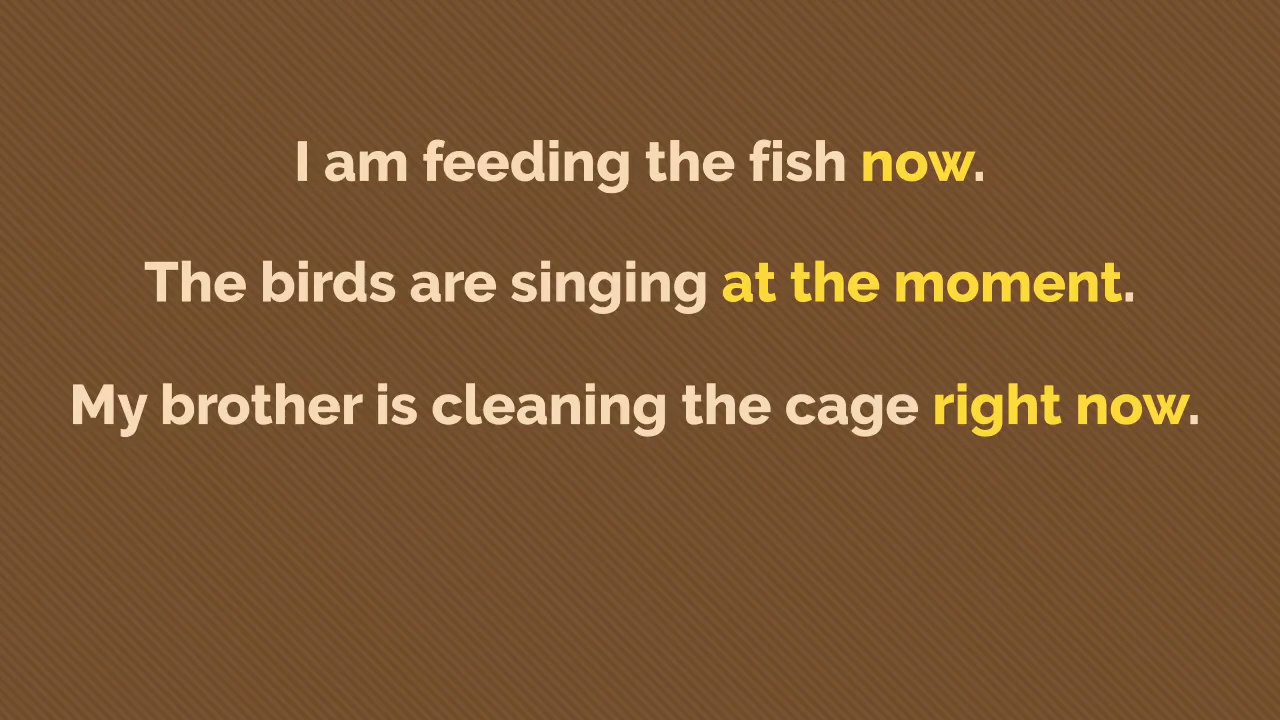 I am feeding the fish now.
The birds are singing at the moment.
My brother is cleaning the cage right now.